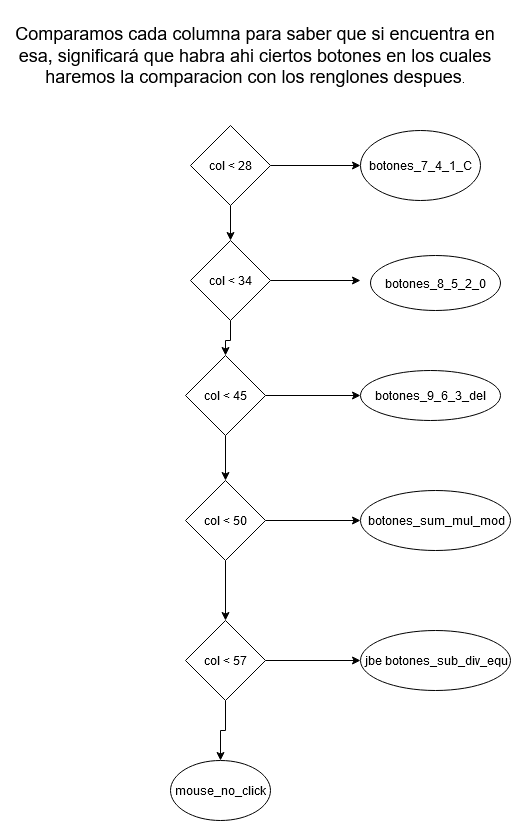 Comparamos cada columna para saber que si encuentra en
esa, significará que habra ahi ciertos botones en los cuales
haremos la comparacion con los renglones despues.
col < 28
botones_7_4_1_C
col < 34
botones_8_5_2_0
col < 45
botones_9_6_3_del
col < 50
botones_sum_mul_mod
col < 57
jbe botones_sub_div_equ
mouse_no_click